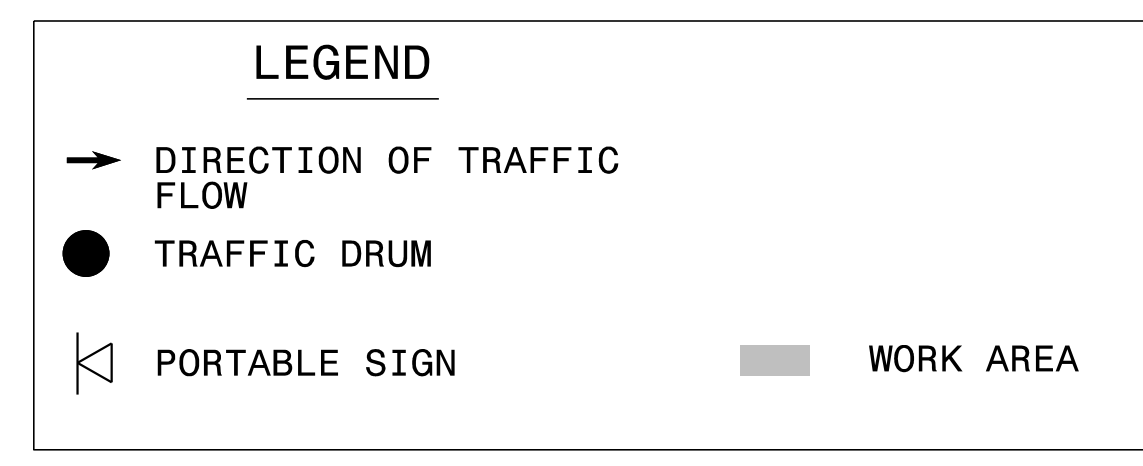 LEGEND
DIRECTION OF TRAFFIC
FLOW
TRAFFIC DRUM
PORTABLE SIGN
WORK AREA